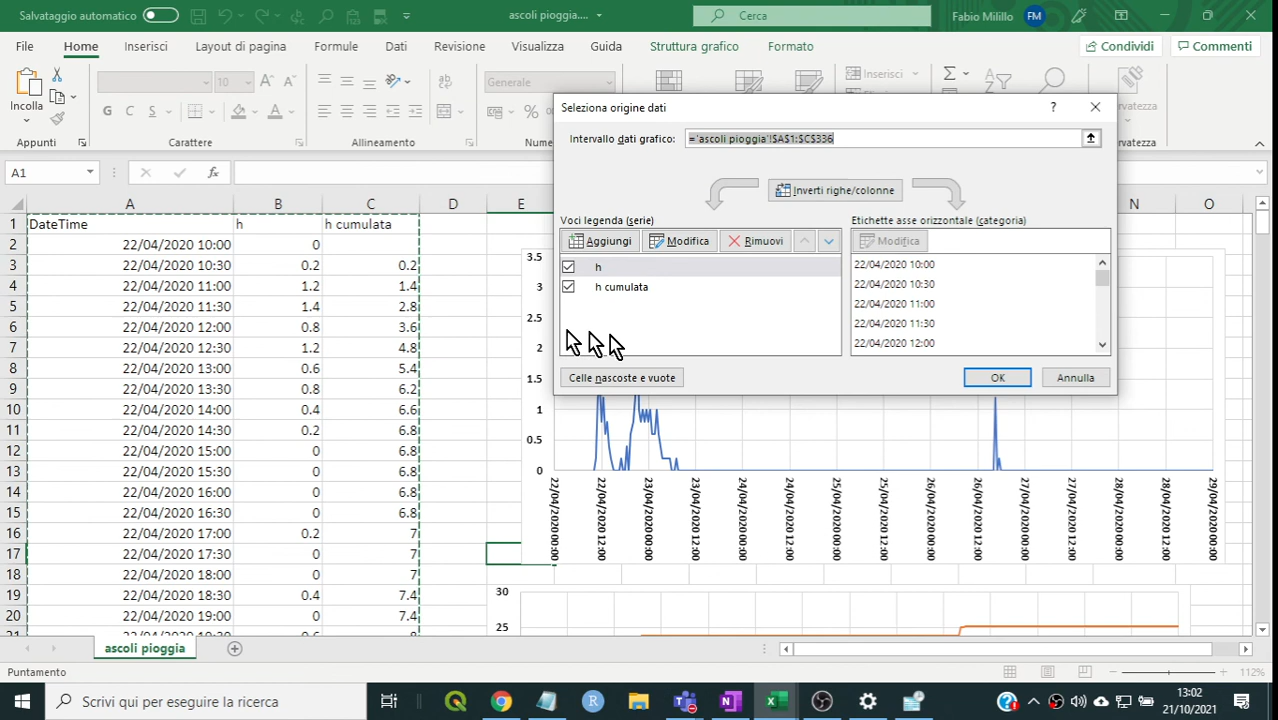 Salvataggio automatico
ascoli pioggia....
Cerca
Fabio Milillo
FM
File
Home
Inserisci
Layout di pagina
Formule
Dati
Revisione
Visualizza
Guida
Struttura grafico
Formato
Condividi
Commenti
Incolla
10
G C S
Generale
Inserisci
Appunti
Carattere
Allineamento
A1
fx
A B C D E N O
1 DateTime h h cumulata
2 22/04/2020 10:00 0
3 22/04/2020 10:30 0.2 0.2
4 22/04/2020 11:00 1.2 1.4
5 22/04/2020 11:30 1.4 2.8
6 22/04/2020 12:00 0.8 3.6
7 22/04/2020 12:30 1.2 4.8
8 22/04/2020 13:00 0.6 5.4
9 22/04/2020 13:30 0.8 6.2
10 22/04/2020 14:00 0.4 6.6
11 22/04/2020 14:30 0.2 6.8
12 22/04/2020 15:00 0 6.8
13 22/04/2020 15:30 0 6.8
14 22/04/2020 16:00 0 6.8
15 22/04/2020 16:30 0 6.8
16 22/04/2020 17:00 0.2 7
17 22/04/2020 17:30 0 7
18 22/04/2020 18:00 0 7
19 22/04/2020 18:30 0.4 7.4
20 22/04/2020 19:00 0 7.4
Seleziona origine dati
?
Intervallo dati grafico: ='ascoli pioggia'!$A$1:$C$336
Inverti righe/colonne
Voci legenda (serie)
Aggiungi
Modifica
Rimuovi
h
h cumulata
Etichette asse orizzontale (categoria)
Modifica
22/04/2020 10:00
22/04/2020 10:30
22/04/2020 11:00
22/04/2020 11:30
22/04/2020 12:00
Celle nascoste e vuote
OK
Annulla
3.5
3
2.5
2
1.5
1
0.5
0
22/04/2020 00:00
22/04/2020 12:00
23/04/2020 00:00
23/04/2020 12:00
24/04/2020 00:00
24/04/2020 12:00
25/04/2020 00:00
25/04/2020 12:00
26/04/2020 00:00
26/04/2020 12:00
27/04/2020 00:00
27/04/2020 12:00
28/04/2020 00:00
28/04/2020 12:00
29/04/2020 00:00
30
25
ascoli pioggia
Puntamento
112%
Scrivi qui per eseguire la ricerca
13:02
21/10/2021